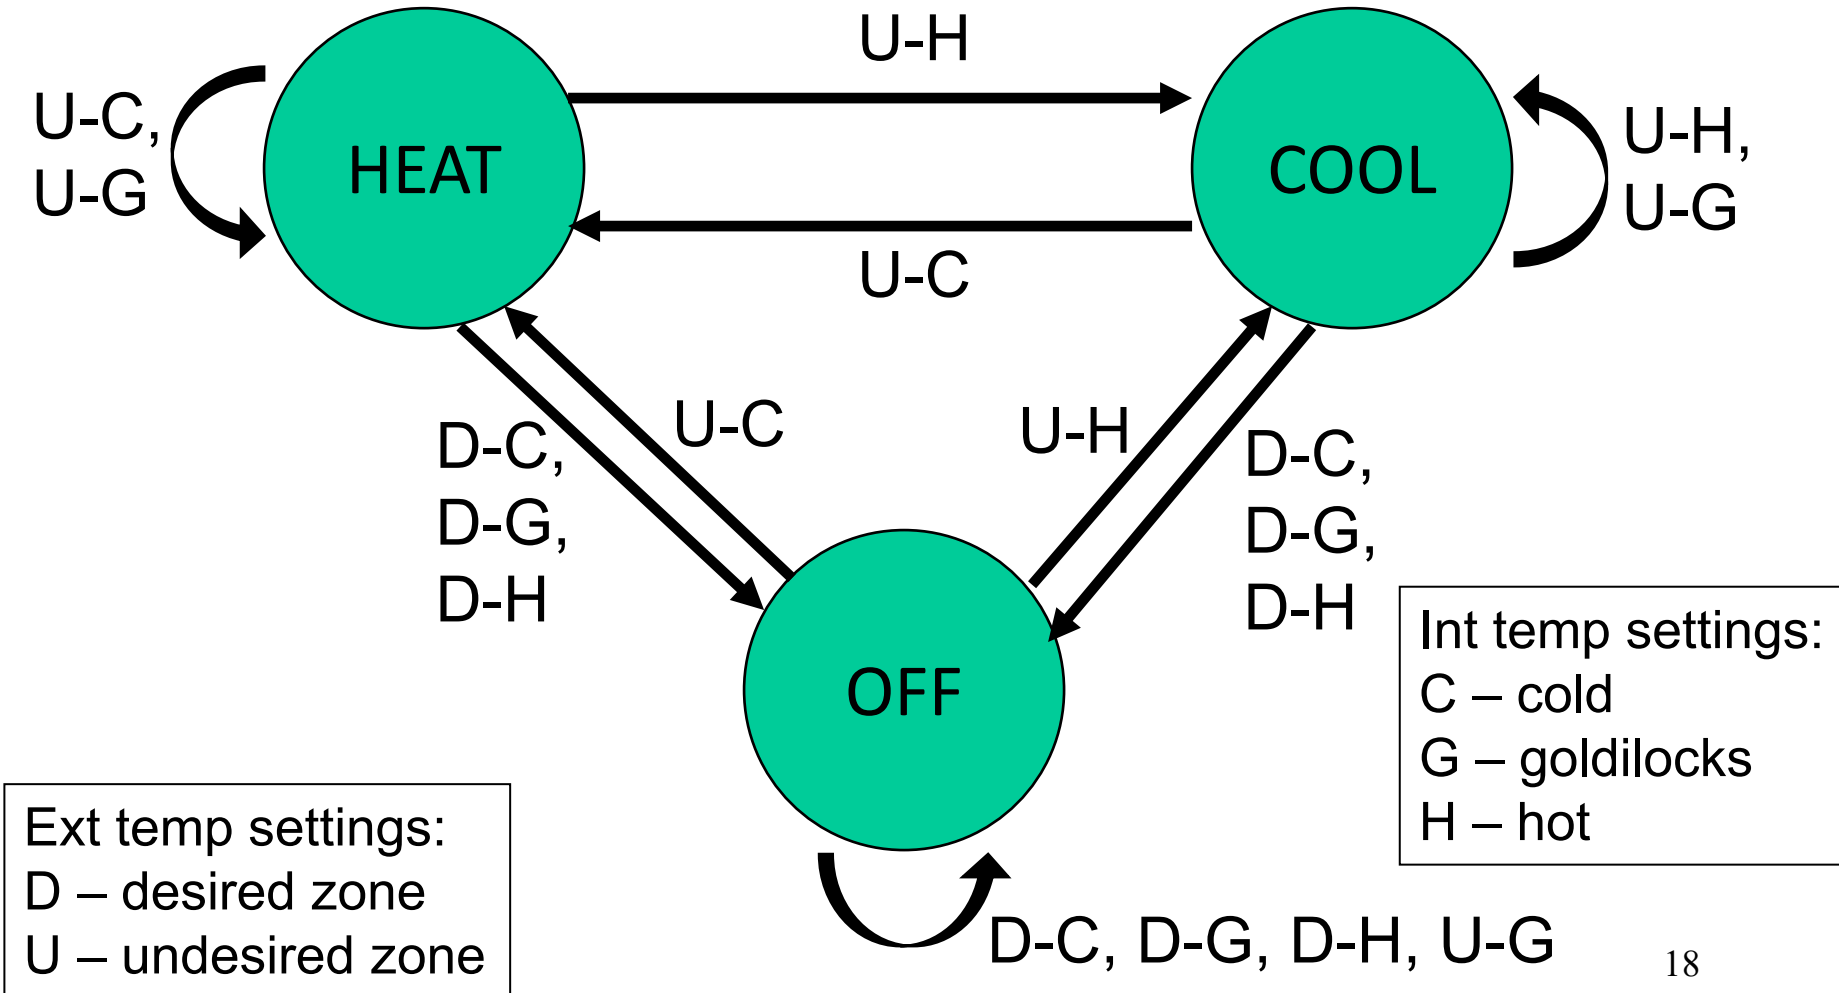 U-H
U-C,
U-G
HEAT
COOL
U-H,
U-G
U-C
U-C
U-H
D-C,
D-G,
D-H
D-C,
D-G,
D-H
OFF
Int temp settings:
C – cold
G – goldilocks
H – hot
Ext temp settings:
D – desired zone
U – undesired zone
D-C, D-G, D-H, U-G
18